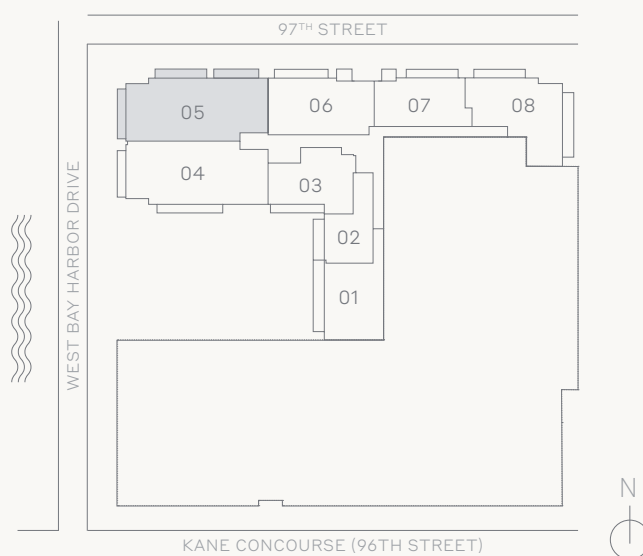 97TH STREET
05
06
07
08
04
03
02
01
WEST BAY HARBOR DRIVE
N
KANE CONCOURSE (96TH STREET)